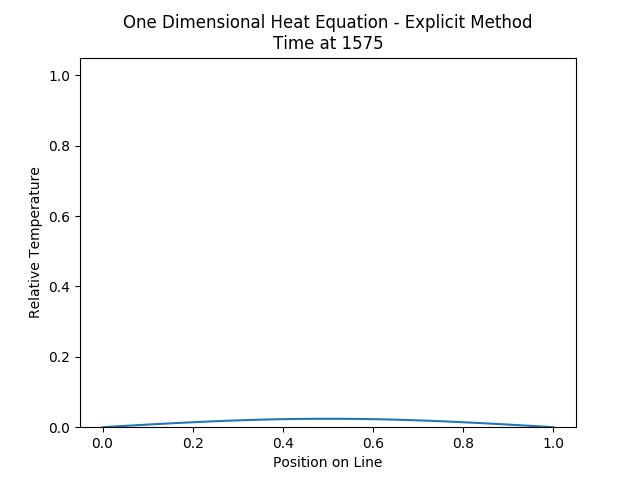 One Dimensional Heat Equation - Explicit Method
Time at 1575
1.0
0.8
0.6
0.4
0.2
0.0
Relative Temperature
0.0 0.2 0.4 0.6 0.8 1.0
Position on Line